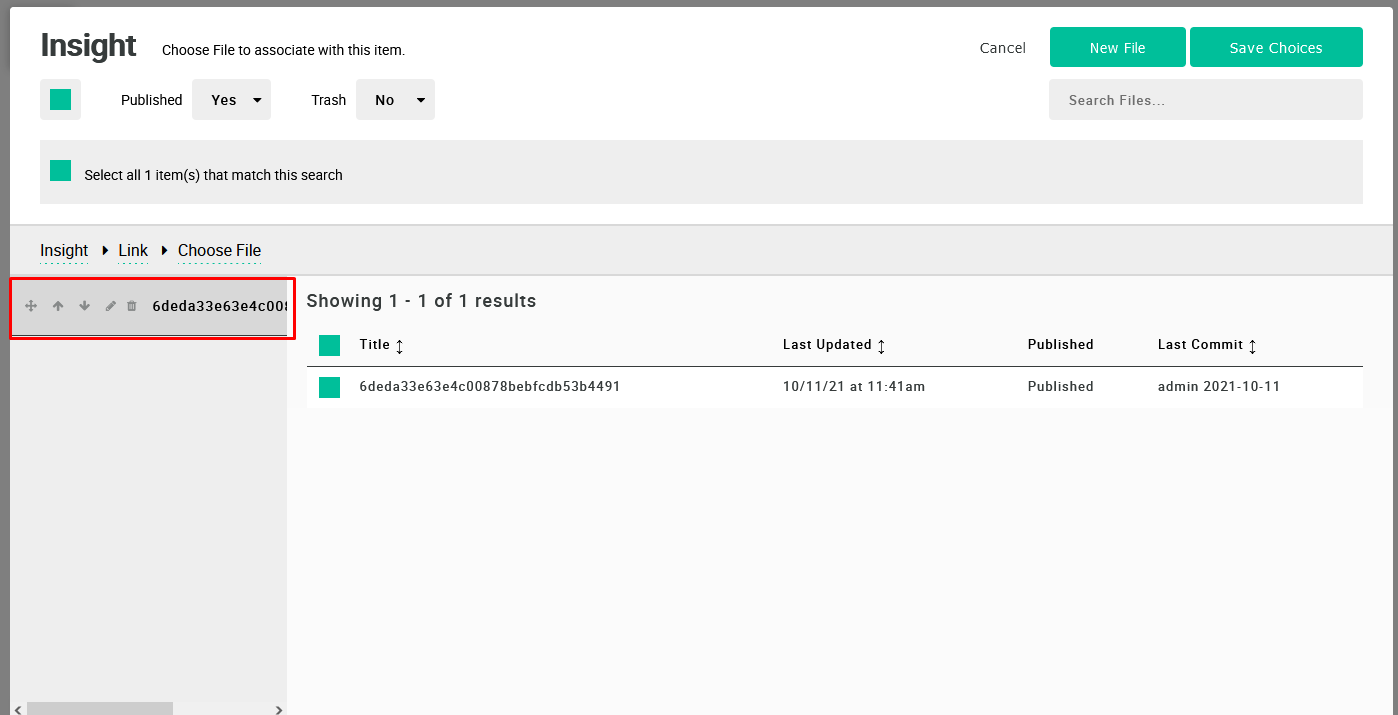 Insight Choose File to associate with this item. Cancel New File Save Choices
Published Yes Trash No Search Files...
Select all 1 item(s) that match this search
Insight Link Choose File
6deda33e63e4c008
Showing 1 - 1 of 1 results
Title Last Updated Published Last Commit
6deda33e63e4c00878bebfcdb53b4491 10/11/21 at 11:41am Published admin 2021-10-11